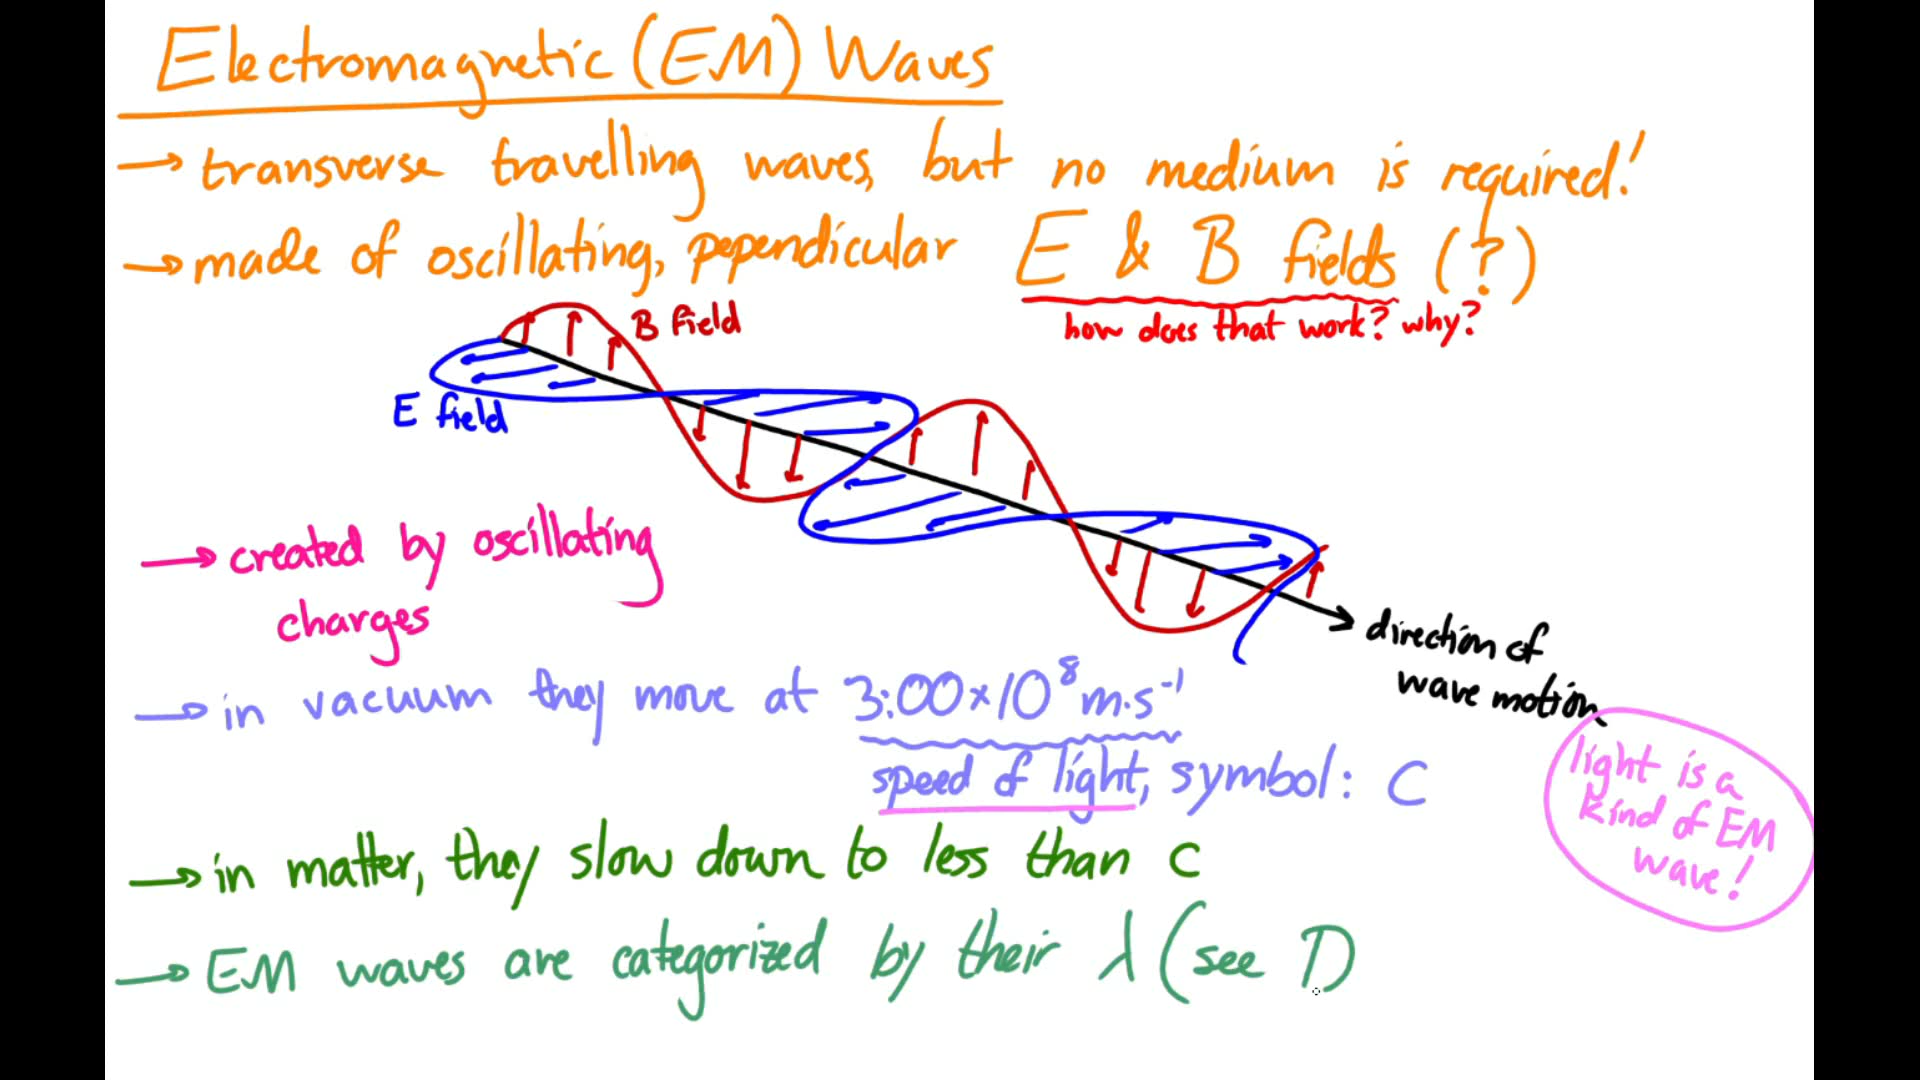 Electromagnetic (EM) Waves
→ transverse travelling waves, but no medium is required!
→ made of oscillating, pependicular E & B fields (?)
how does that work? why?
B field
E field
→ created by oscillating
charges
direction of
wave motion
→ in vacuum they move at 3.00×10⁸ m·s⁻¹
speed of light, symbol: C
light is a
kind of EM
wave!
→ in matter, they slow down to less than C
→ EM waves are categorized by their λ (see D